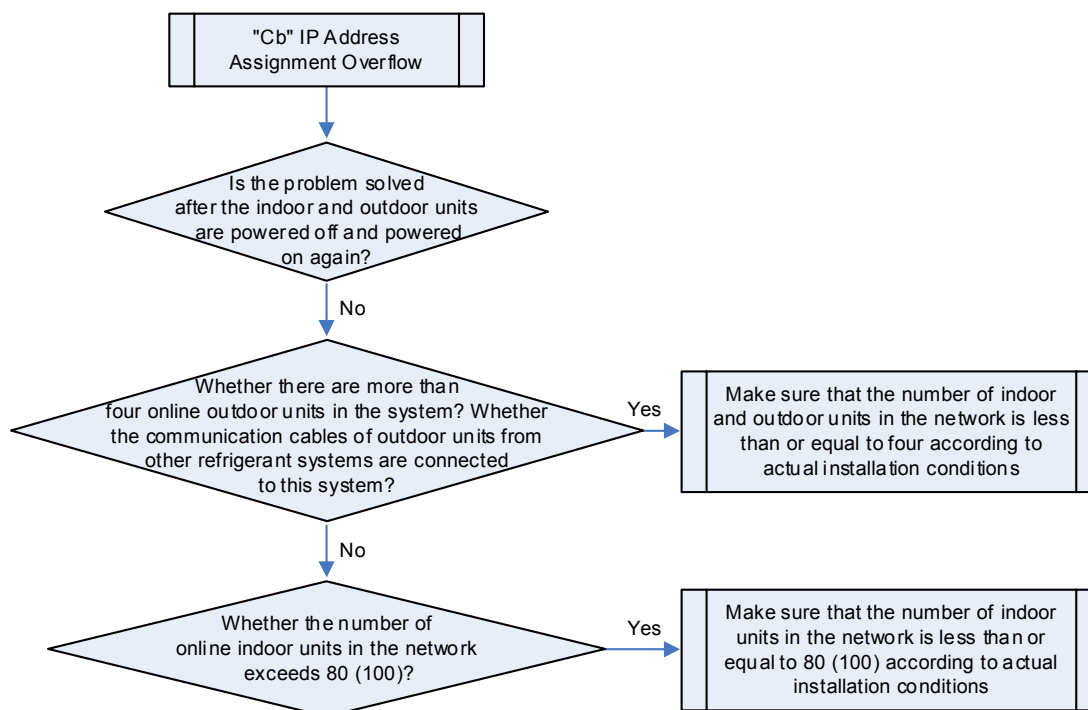 "Cb" IP Address
Assignment Overflow
Is the problem solved
after the indoor and outdoor units
are powered off and powered
on again?
No
Whether there are more than
four online outdoor units in the system? Whether
the communication cables of outdoor units from
other refrigerant systems are connected
to this system?
Yes
Make sure that the number of indoor
and outdoor units in the network is less
than or equal to four according to
actual installation conditions
No
Whether the number of
online indoor units in the network
exceeds 80 (100)?
Yes
Make sure that the number of indoor
units in the network is less than or
equal to 80 (100) according to actual
installation conditions